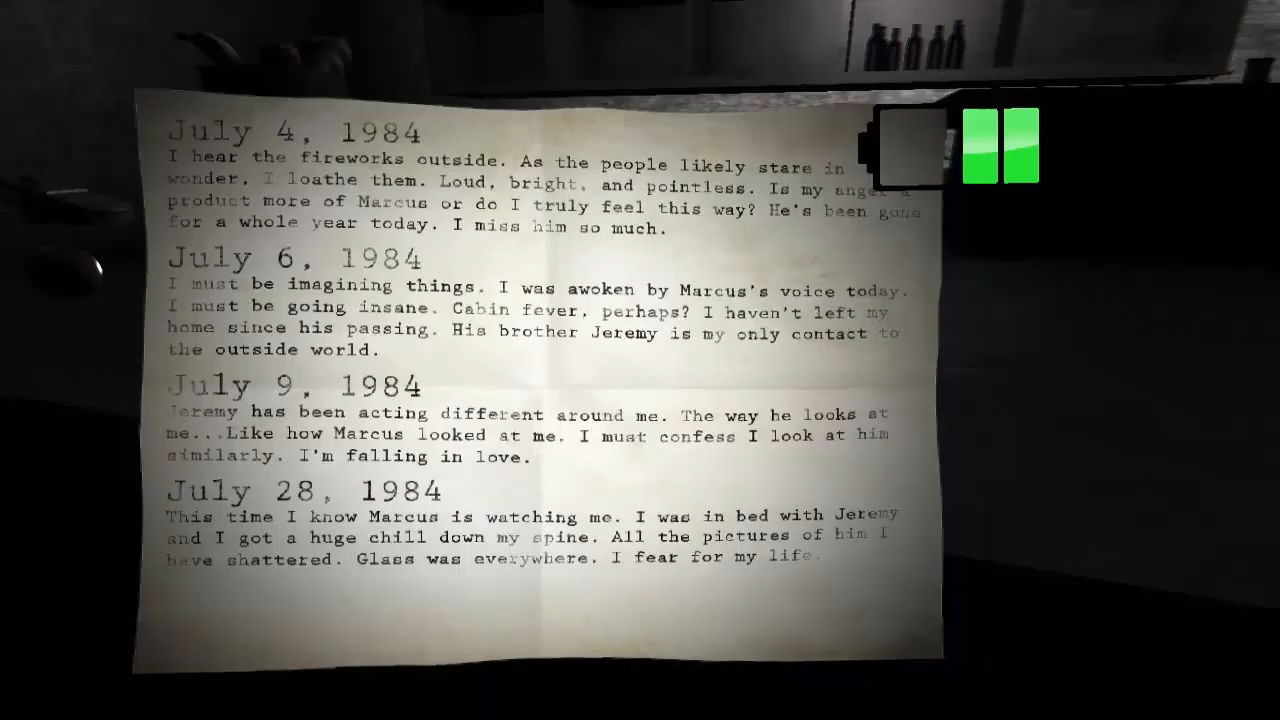 July 4, 1984
I hear the fireworks outside. As the people likely stare in
wonder, I loathe them. Loud, bright, and pointless. Is my anger a
product more of Marcus or do I truly feel this way? He's been gone
for a whole year today. I miss him so much.
July 6, 1984
I must be imagining things. I was awoken by Marcus's voice today.
I must be going insane. Cabin fever, perhaps? I haven't left my
home since his passing. His brother Jeremy is my only contact to
the outside world.
July 9, 1984
Jeremy has been acting different around me. The way he looks at
me...Like how Marcus looked at me. I must confess I look at him
similarly. I'm falling in love.
July 28, 1984
This time I know Marcus is watching me. I was in bed with Jeremy
and I got a huge chill down my spine. All the pictures of him I
have shattered. Glass was everywhere. I fear for my life.